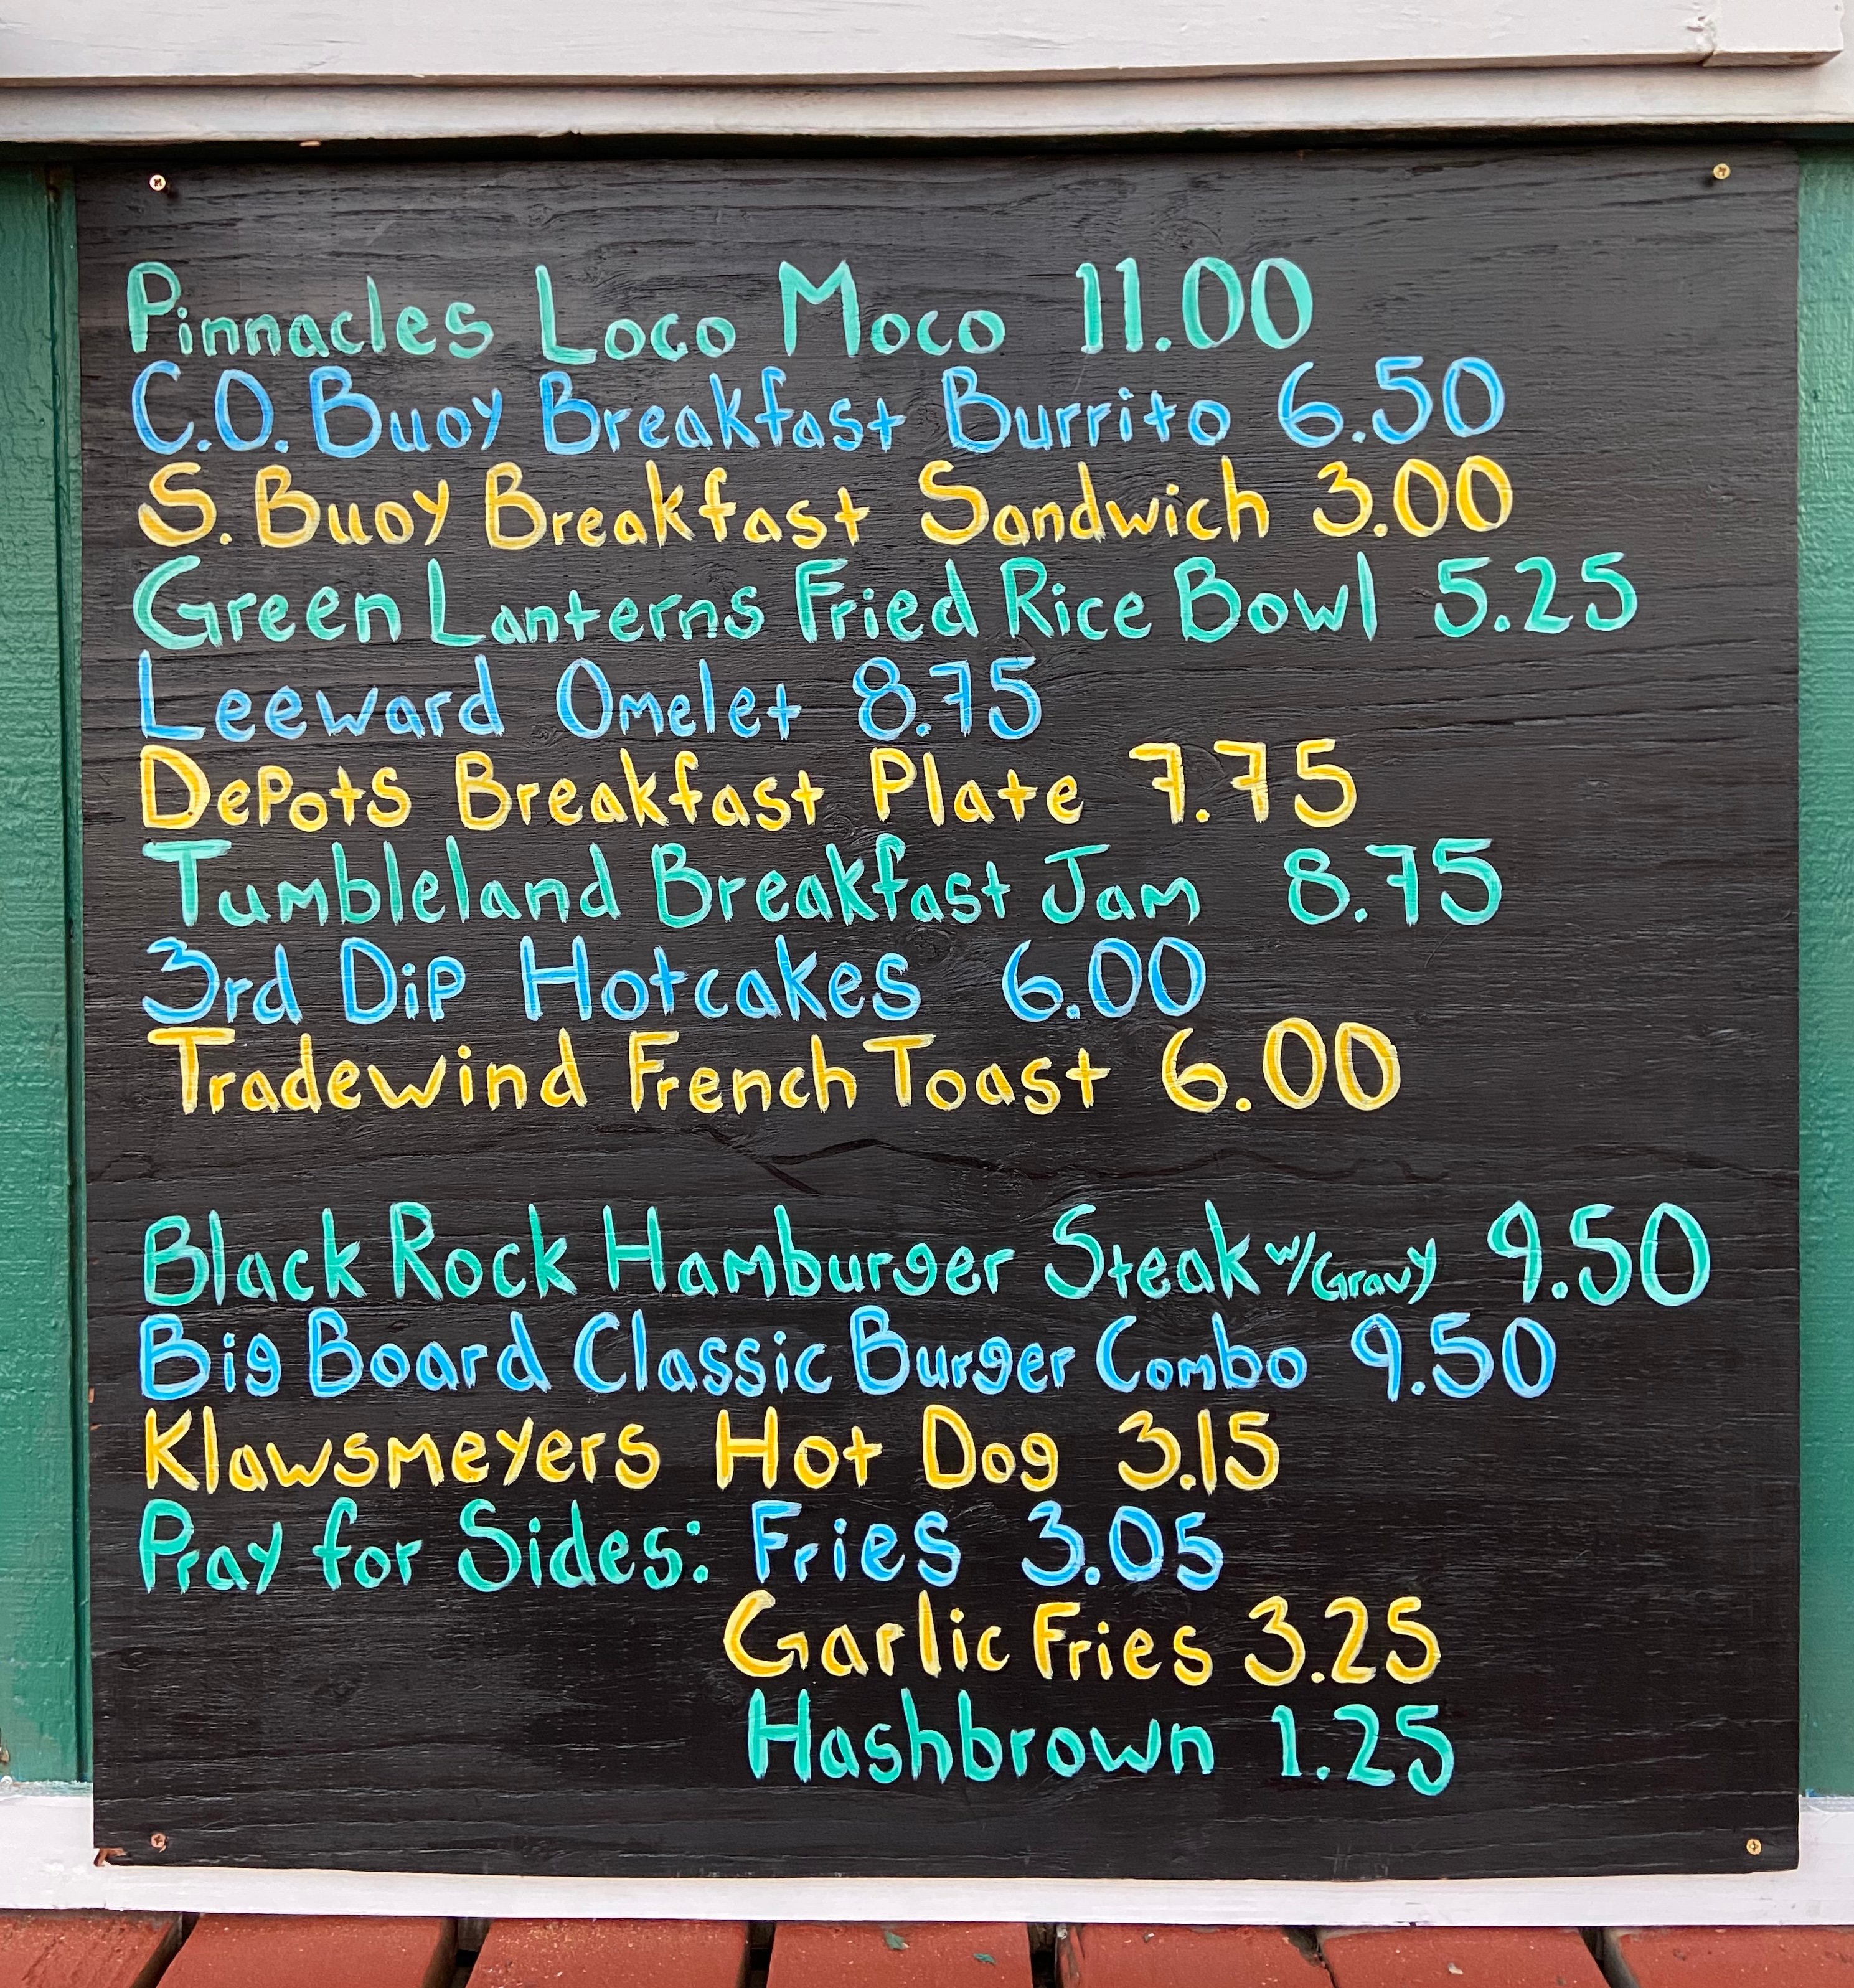 Pinnacles Loco Moco 11.00
C.O. Buoy Breakfast Burrito 6.50
S. Buoy Breakfast Sandwich 3.00
Green Lanterns Fried Rice Bowl 5.25
Leeward Omelet 8.75
Depots Breakfast Plate 7.75
Tumbleland Breakfast Jam 8.75
3rd Dip Hotcakes 6.00
Tradewind French Toast 6.00
Black Rock Hamburger Steak w/Gravy 9.50
Big Board Classic Burger Combo 9.50
Klawsmeyers Hot Dog 3.15
Pray for Sides: Fries 3.05
Garlic Fries 3.25
Hashbrown 1.25